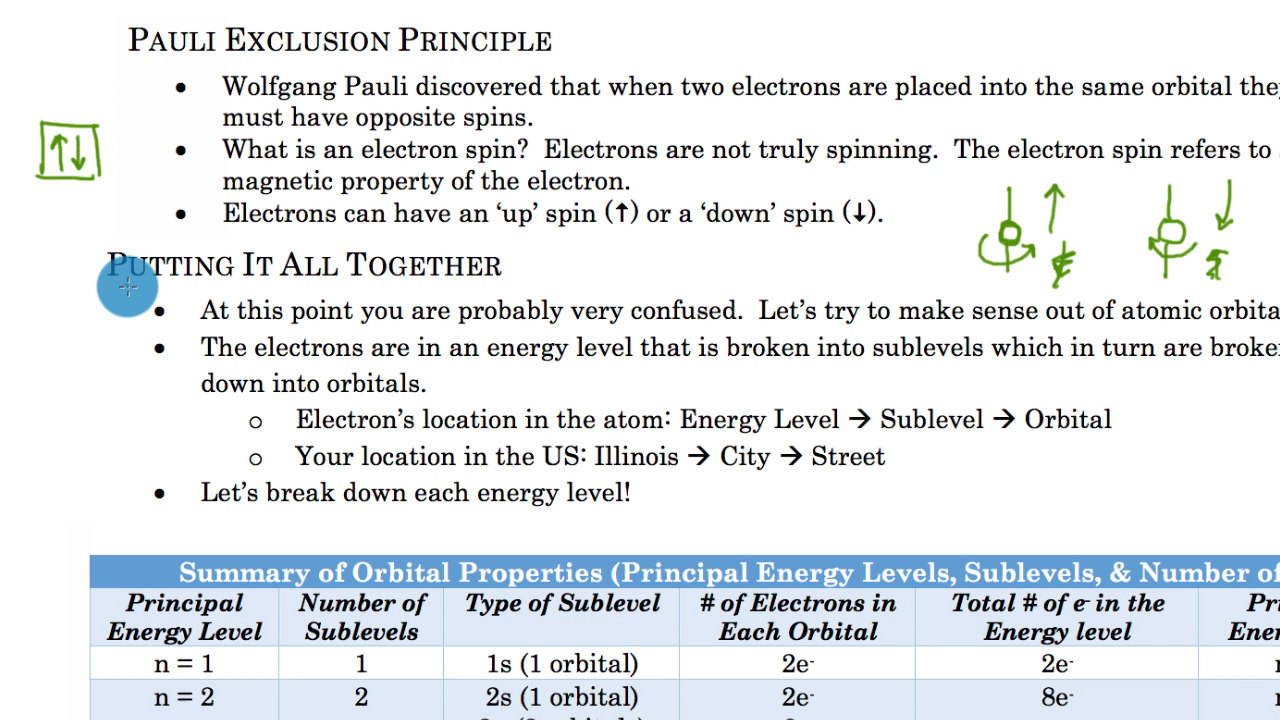 PAULI EXCLUSION PRINCIPLE
• Wolfgang Pauli discovered that when two electrons are placed into the same orbital they
must have opposite spins.
• What is an electron spin? Electrons are not truly spinning. The electron spin refers to
magnetic property of the electron.
• Electrons can have an ‘up’ spin (↑) or a ‘down’ spin (↓).
↑↓
PUTTING IT ALL TOGETHER
• At this point you are probably very confused. Let’s try to make sense out of atomic orbita
• The electrons are in an energy level that is broken into sublevels which in turn are broke
down into orbitals.
o Electron’s location in the atom: Energy Level → Sublevel → Orbital
o Your location in the US: Illinois → City → Street
• Let’s break down each energy level!
Summary of Orbital Properties (Principal Energy Levels, Sublevels, & Number of
Principal Energy Level | Number of Sublevels | Type of Sublevel | # of Electrons in Each Orbital | Total # of e- in the Energy level
n = 1 | 1 | 1s (1 orbital) | 2e- | 2e-
n = 2 | 2 | 2s (1 orbital) | 2e- | 8e-